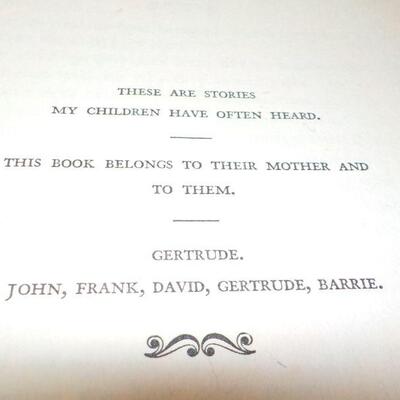 THESE ARE STORIES
MY CHILDREN HAVE OFTEN HEARD.
THIS BOOK BELONGS TO THEIR MOTHER AND
TO THEM.
GERTRUDE.
JOHN, FRANK, DAVID, GERTRUDE, BARRIE.